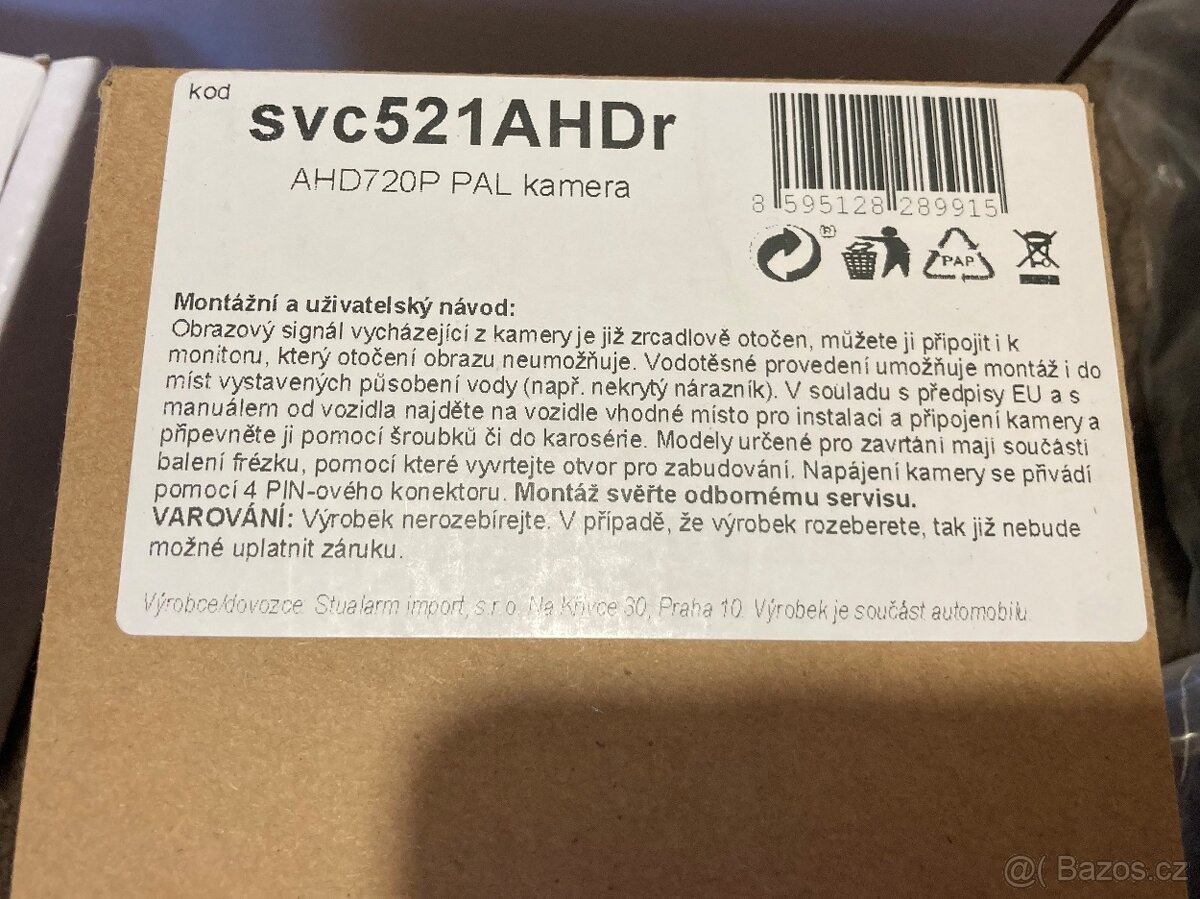 kod
svc521AHDr
AHD720P PAL kamera
8 595128 289915
®
PAP
Montážní a uživatelský návod:
Obrazový signál vycházející z kamery je již zrcadlově otočen, můžete ji připojit i k
monitoru, který otočení obrazu neumožňuje. Vodotěsné provedení umožňuje montáž i do
míst vystavených působení vody (např. nekrytý nárazník). V souladu s předpisy EU a s
manuálem od vozidla najděte na vozidle vhodné místo pro instalaci a připojení kamery a
připevněte ji pomocí šroubků či do karosérie. Modely určené pro zavrtání mají součástí
balení frézku, pomocí které vyvrtejte otvor pro zabudování. Napájení kamery se přivádí
pomocí 4 PIN-ového konektoru. Montáž svěřte odbornému servisu.
VAROVÁNÍ: Výrobek nerozebírejte. V případě, že výrobek rozeberete, tak již nebude
možné uplatnit záruku.
Výrobce/dovozce: Stualarm import, s.r.o. Na Křivce 30, Praha 10. Výrobek je součást automobilu.
@( Bazos.cz